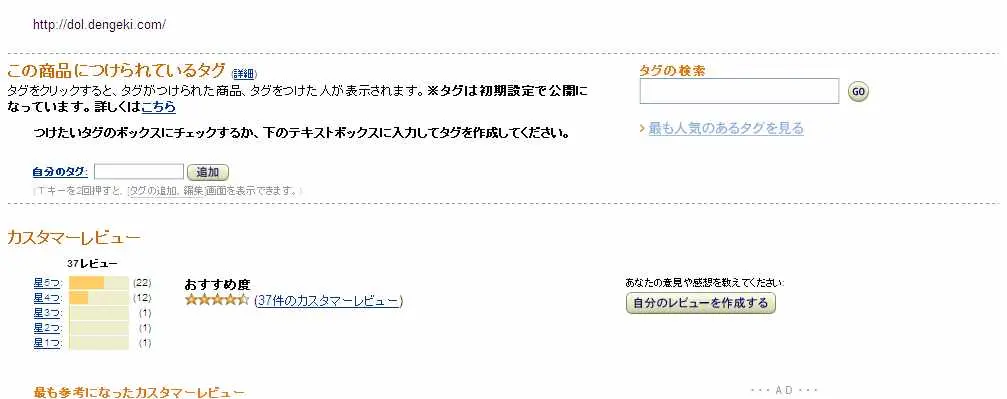 http://dol.dengeki.com/
この商品につけられているタグ (詳細)
タグをクリックすると、タグがつけられた商品、タグをつけた人が表示されます。※タグは初期設定で公開に
なっています。詳しくはこちら
つけたいタグのボックスにチェックするか、下のテキストボックスに入力してタグを作成してください。
自分のタグ: 追加
(Tキーを2回押すと、[タグの追加、編集]画面を表示できます。)
タグの検索
GO
› 最も人気のあるタグを見る
カスタマーレビュー
37レビュー
星5つ: (22)
星4つ: (12)
星3つ: (1)
星2つ: (1)
星1つ: (1)
おすすめ度
(37件のカスタマーレビュー)
あなたの意見や感想を教えてください:
自分のレビューを作成する
最も参考になったカスタマーレビュー
・・・ A D ・・・